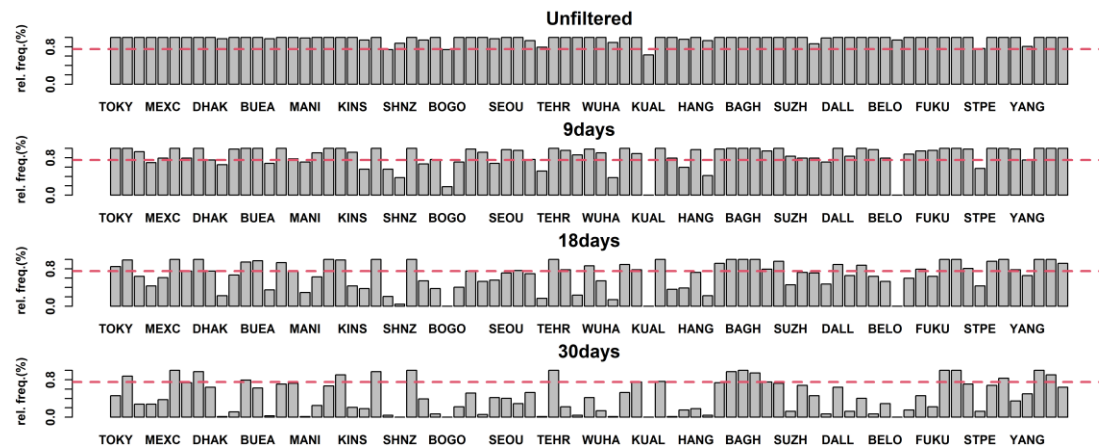 Unfiltered
rel. freq.(%)
0.8
0.0
TOKY MEXC DHAK BUEA MANI KINS SHNZ BOGO SEOU TEHR WUHA KUAL HANG BAGH SUZH DALL BELO FUKU STPE YANG
9days
rel. freq.(%)
0.8
0.0
TOKY MEXC DHAK BUEA MANI KINS SHNZ BOGO SEOU TEHR WUHA KUAL HANG BAGH SUZH DALL BELO FUKU STPE YANG
18days
rel. freq.(%)
0.8
0.0
TOKY MEXC DHAK BUEA MANI KINS SHNZ BOGO SEOU TEHR WUHA KUAL HANG BAGH SUZH DALL BELO FUKU STPE YANG
30days
rel. freq.(%)
0.8
0.0
TOKY MEXC DHAK BUEA MANI KINS SHNZ BOGO SEOU TEHR WUHA KUAL HANG BAGH SUZH DALL BELO FUKU STPE YANG